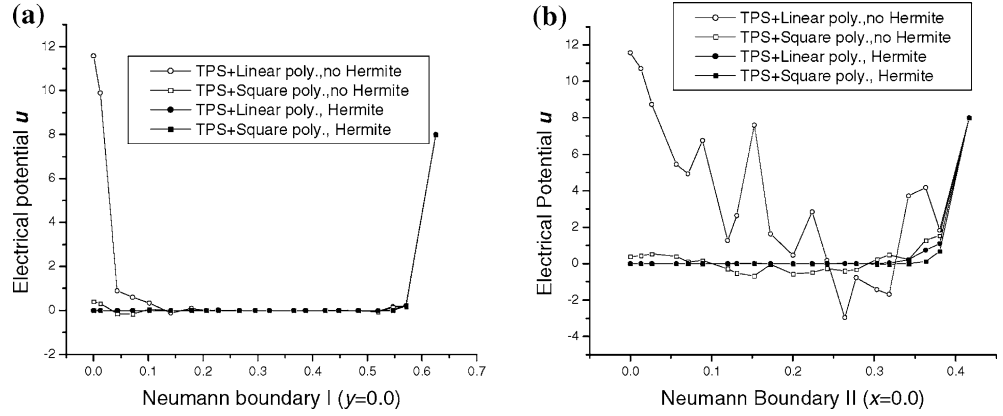 (a)
12
10
8
6
4
2
0
-2
Electrical potential u
TPS+Linear poly.,no Hermite
TPS+Square poly.,no Hermite
TPS+Linear poly., Hermite
TPS+Square poly., Hermite
0.0 0.1 0.2 0.3 0.4 0.5 0.6 0.7
Neumann boundary I (y=0.0)
(b)
TPS+Linear poly.,no Hermite
TPS+Square poly.,no Hermite
TPS+Linear poly., Hermite
TPS+Square poly., Hermite
12
10
8
6
4
2
0
-2
-4
Electrical Potential u
0.0 0.1 0.2 0.3 0.4
Neumann Boundary II (x=0.0)